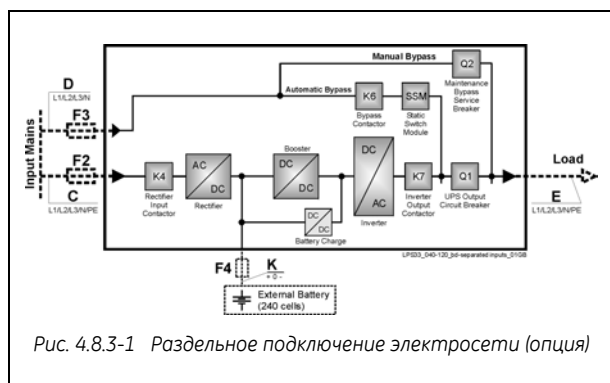 Manual Bypass
Q2
Maintenance
Bypass
Service
Breaker
D
L1/L2/L3/N
Automatic Bypass
K6
SSM
Bypass
Contactor
Static
Switch
Module
Input Mains
F3
F2
C
L1/L2/L3/N/PE
K4
Rectifier
Input
Contactor
AC
DC
Rectifier
Booster
DC
DC
DC
DC
Battery Charge
DC
AC
Inverter
K7
Inverter
Output
Contactor
Q1
UPS Output
Circuit Breaker
Load
E
L1/L2/L3/N/PE
LPS33_040-120_bd-separated inputs_01GB
F4
K
+ 0 -
External Battery
(240 cells)
Рис. 4.8.3-1 Раздельное подключение электросети (опция)